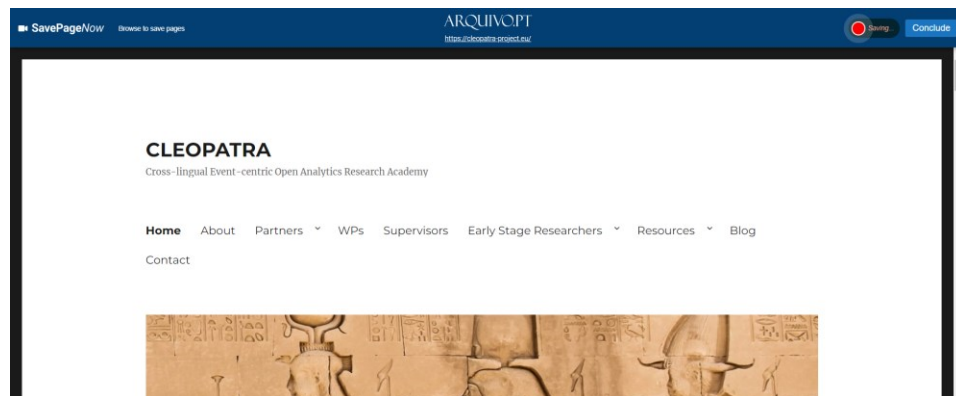 SavePageNow Browse to save pages ARQUIVO.PT Saving... Conclude
https://cleopatra-project.eu/
CLEOPATRA
Cross-lingual Event-centric Open Analytics Research Academy
Home About Partners WPs Supervisors Early Stage Researchers Resources Blog
Contact